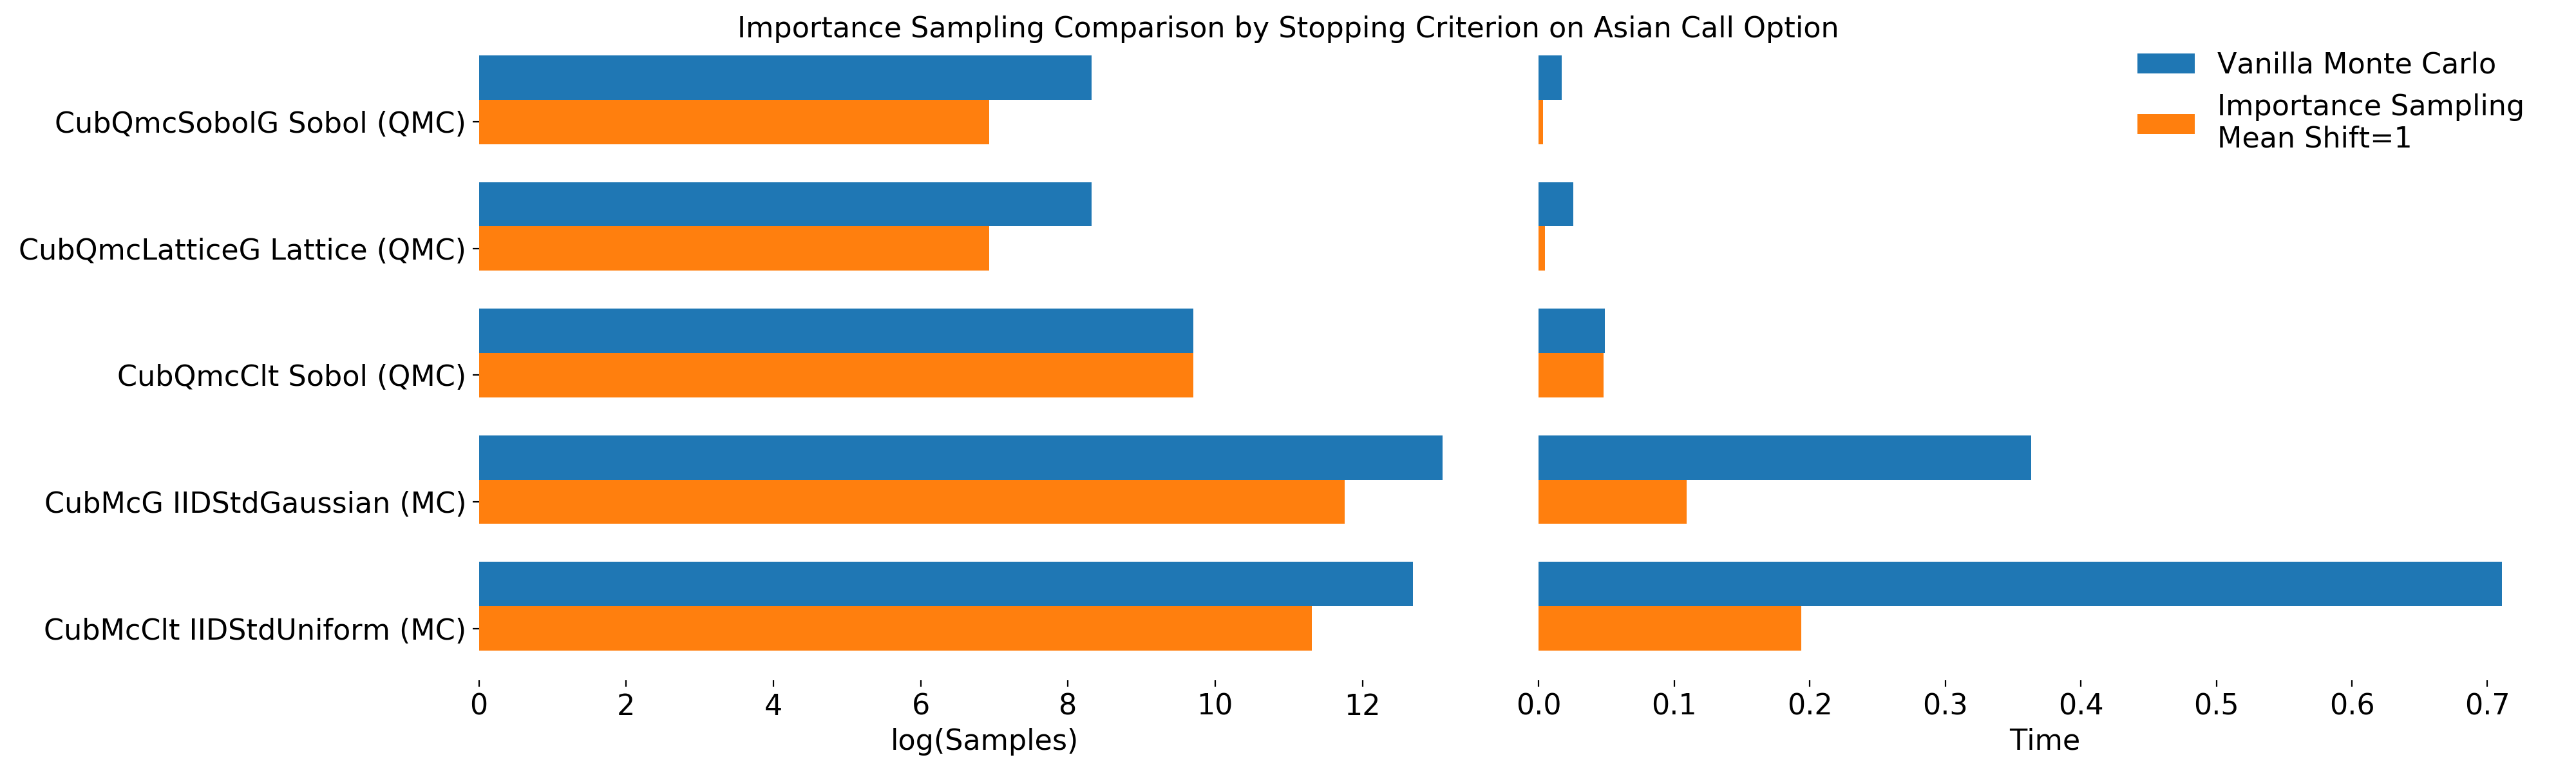 Importance Sampling Comparison by Stopping Criterion on Asian Call Option
Vanilla Monte Carlo
Importance Sampling
Mean Shift=1
CubQmcSobolG Sobol (QMC)
CubQmcLatticeG Lattice (QMC)
CubQmcClt Sobol (QMC)
CubMcG IIDStdGaussian (MC)
CubMcClt IIDStdUniform (MC)
0 2 4 6 8 10 12
log(Samples)
0.0 0.1 0.2 0.3 0.4 0.5 0.6 0.7
Time